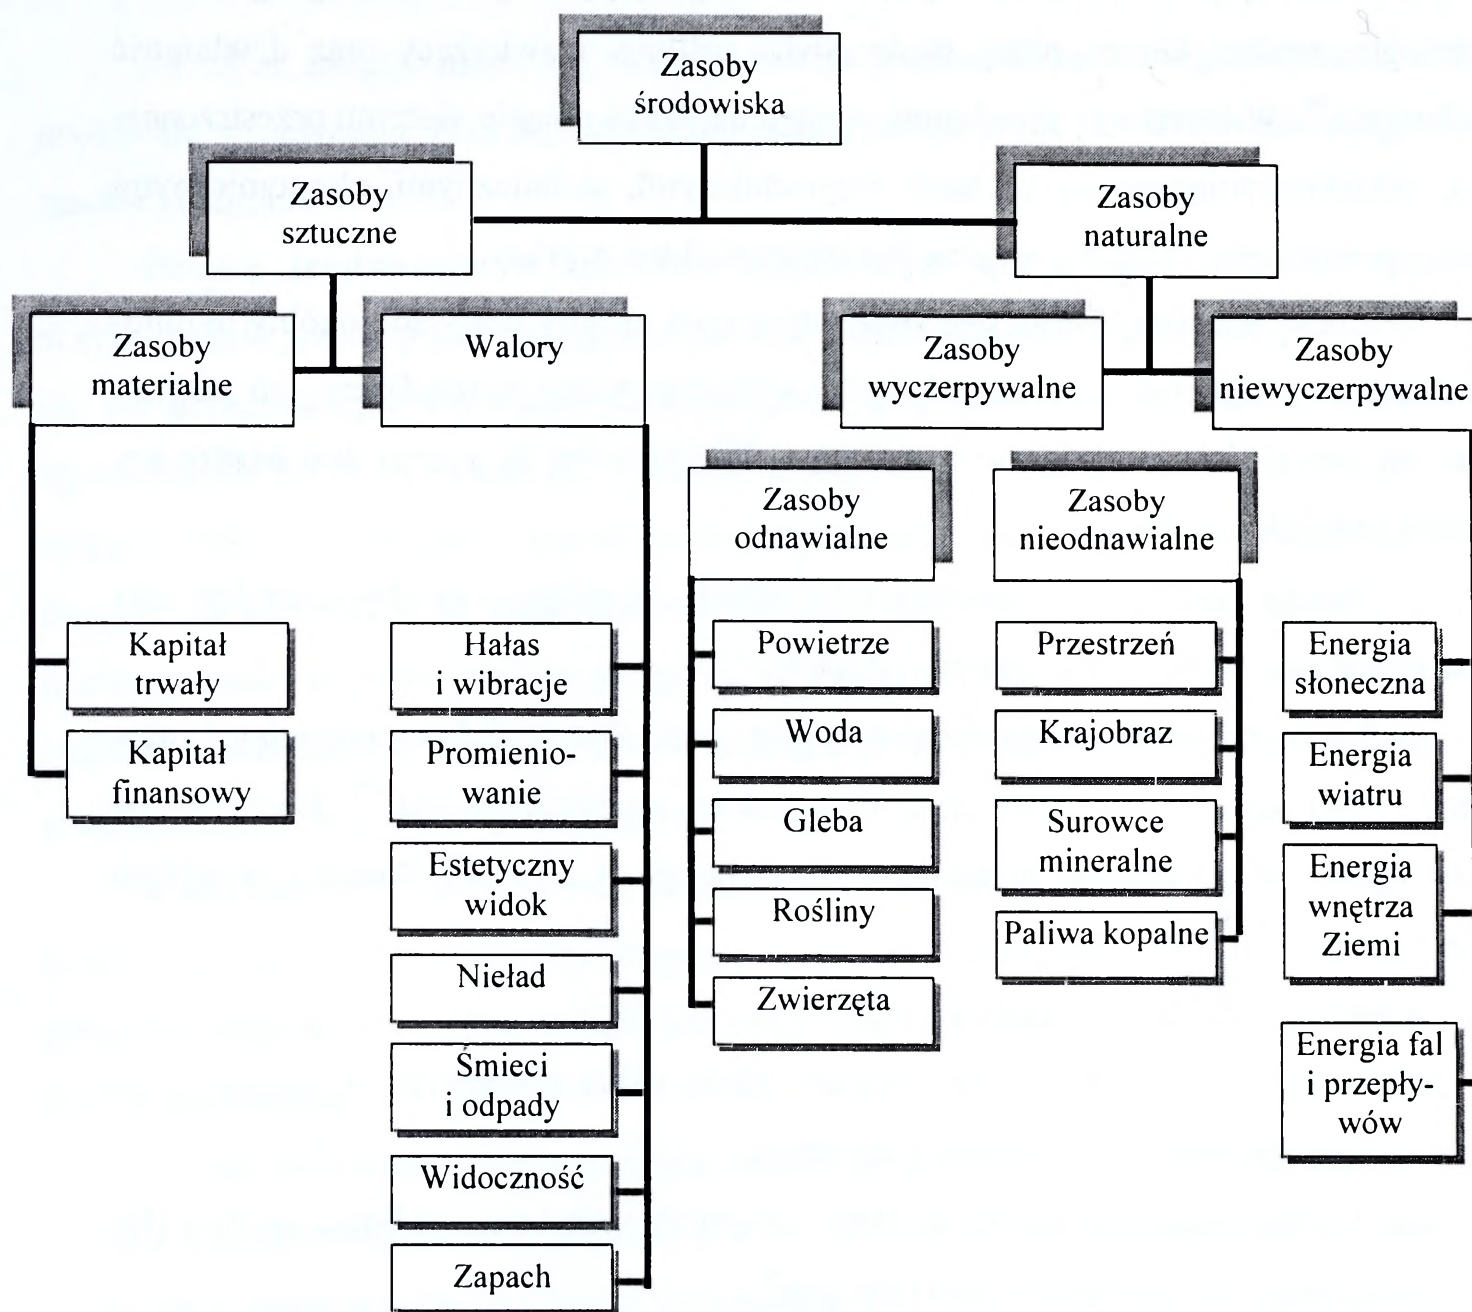 Zasoby
środowiska
Zasoby
sztuczne
Zasoby
naturalne
Zasoby
materialne
Walory
Zasoby
wyczerpywalne
Zasoby
niewyczerpywalne
Zasoby
odnawialne
Zasoby
nieodnawialne
Kapitał
trwały
Kapitał
finansowy
Hałas
i wibracje
Promienio-
wanie
Estetyczny
widok
Nieład
Śmieci
i odpady
Widoczność
Zapach
Powietrze
Woda
Gleba
Rośliny
Zwierzęta
Przestrzeń
Krajobraz
Surowce
mineralne
Paliwa kopalne
Energia
słoneczna
Energia
wiatru
Energia
wnętrza
Ziemi
Energia fal
i przepły-
wów